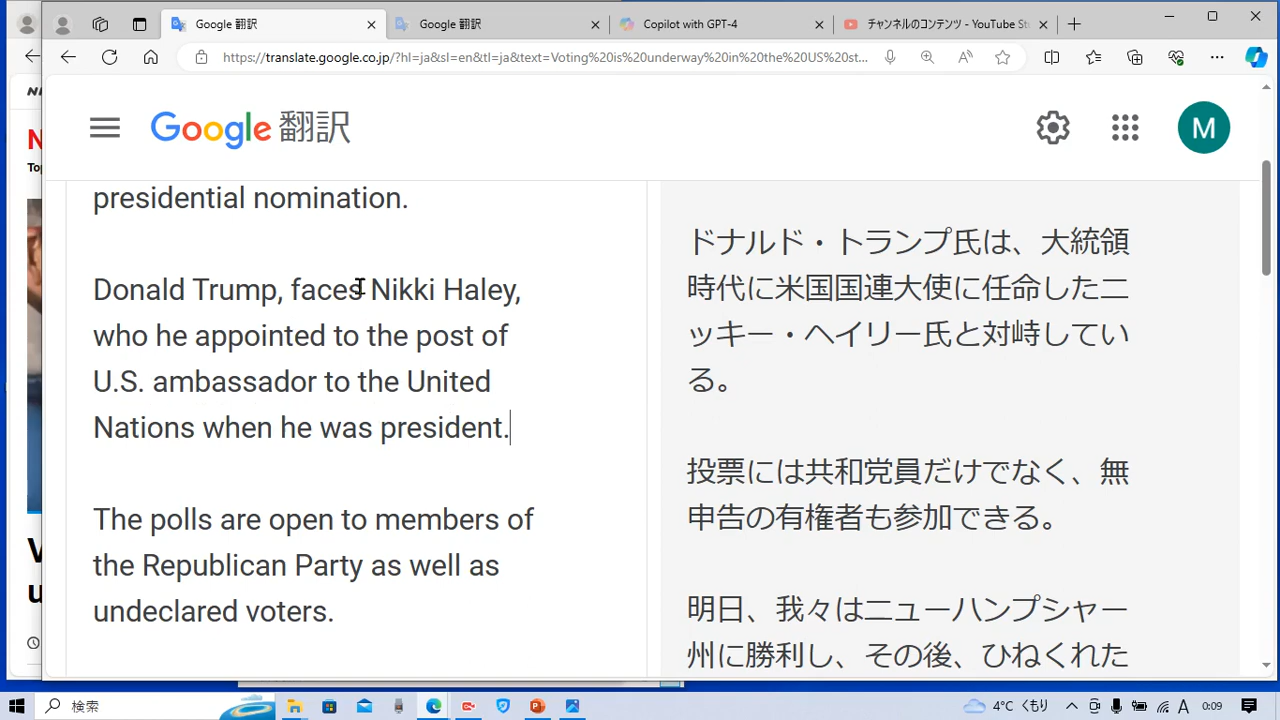 Google 翻訳
Google 翻訳
Copilot with GPT-4
チャンネルのコンテンツ - YouTube St
https://translate.google.co.jp/?hl=ja&sl=en&tl=ja&text=Voting%20is%20underway%20in%20the%20US%20st...
Google 翻訳
M
presidential nomination.
Donald Trump, faces Nikki Haley,
who he appointed to the post of
U.S. ambassador to the United
Nations when he was president.
The polls are open to members of
the Republican Party as well as
undeclared voters.
ドナルド・トランプ氏は、大統領
時代に米国国連大使に任命したニ
ッキー・ヘイリー氏と対峙してい
る。
投票には共和党員だけでなく、無
申告の有権者も参加できる。
明日、我々はニューハンプシャー
州に勝利し、その後、ひねくれた
検索
4°C くもり
A
0:09